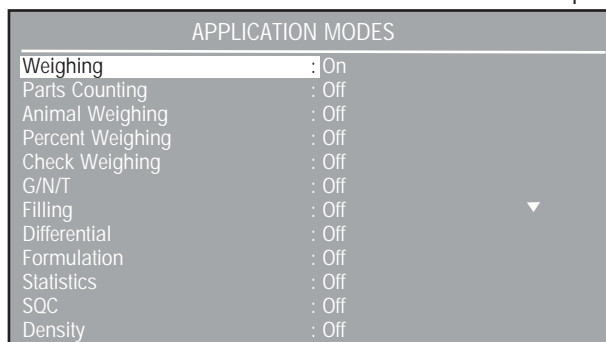 APPLICATION MODES
Weighing : On
Parts Counting : Off
Animal Weighing : Off
Percent Weighing : Off
Check Weighing : Off
G/N/T : Off
Filling : Off
Differential : Off
Formulation : Off
Statistics : Off
SQC : Off
Density : Off